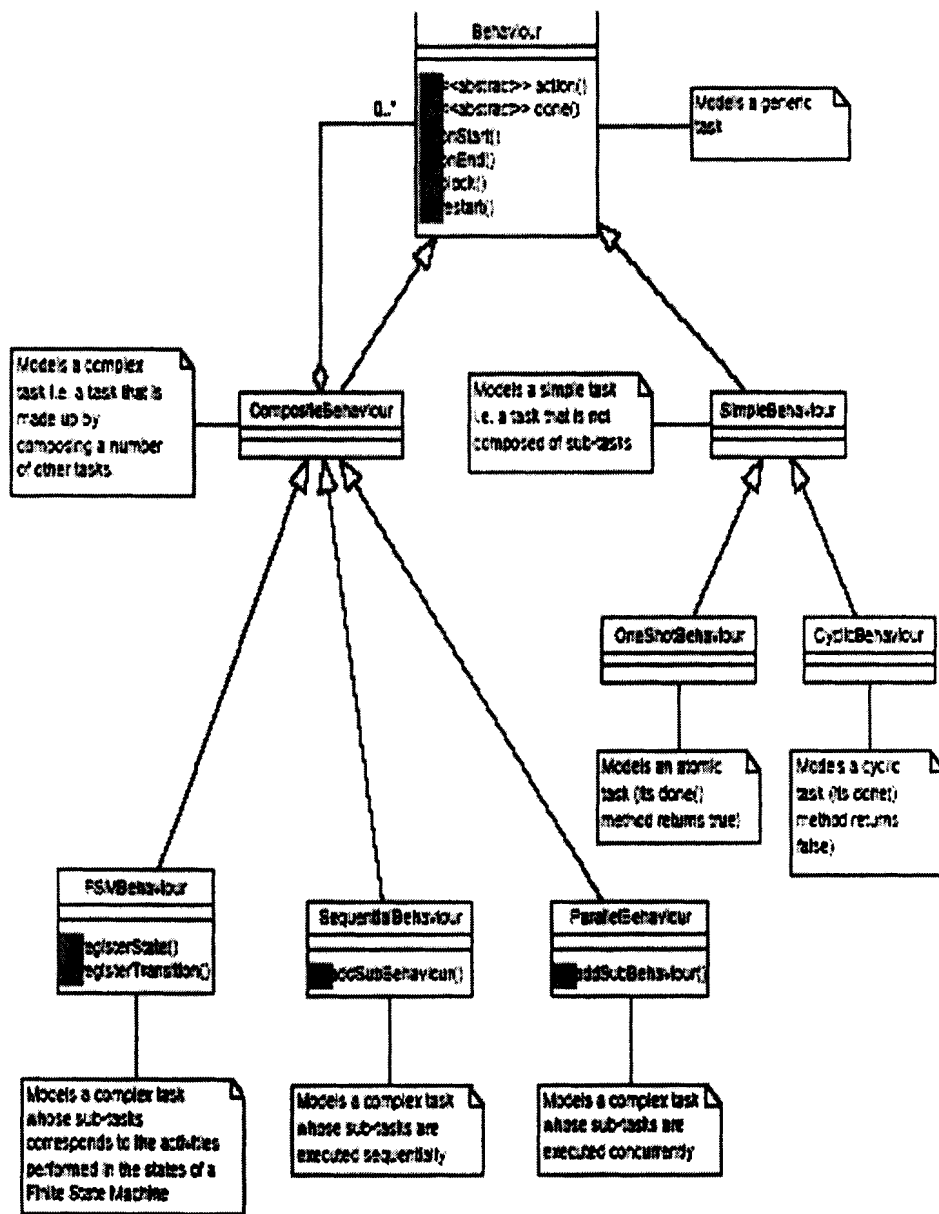 Behaviour
<<abstract>> action()
<<abstract>> done()
onStart()
onEnd()
block()
restart()
0..*
Models a generic
task
Models a complex
task i.e. a task that is
made up by
composing a number
of other tasks
CompositeBehaviour
Models a simple task
i.e. a task that is not
composed of sub-tasks
SimpleBehaviour
OneShotBehaviour
CyclicBehaviour
Models an atomic
task (its done()
method returns true)
Models a cyclic
task (its done()
method returns
false)
FSMBehaviour
registerState()
registerTransition()
SequentialBehaviour
addSubBehaviour()
ParallelBehaviour
addSubBehaviour()
Models a complex task
whose sub-tasks
corresponds to the activities
performed in the states of a
Finite State Machine
Models a complex task
whose sub-tasks are
executed sequentially
Models a complex task
whose sub-tasks are
executed concurrently